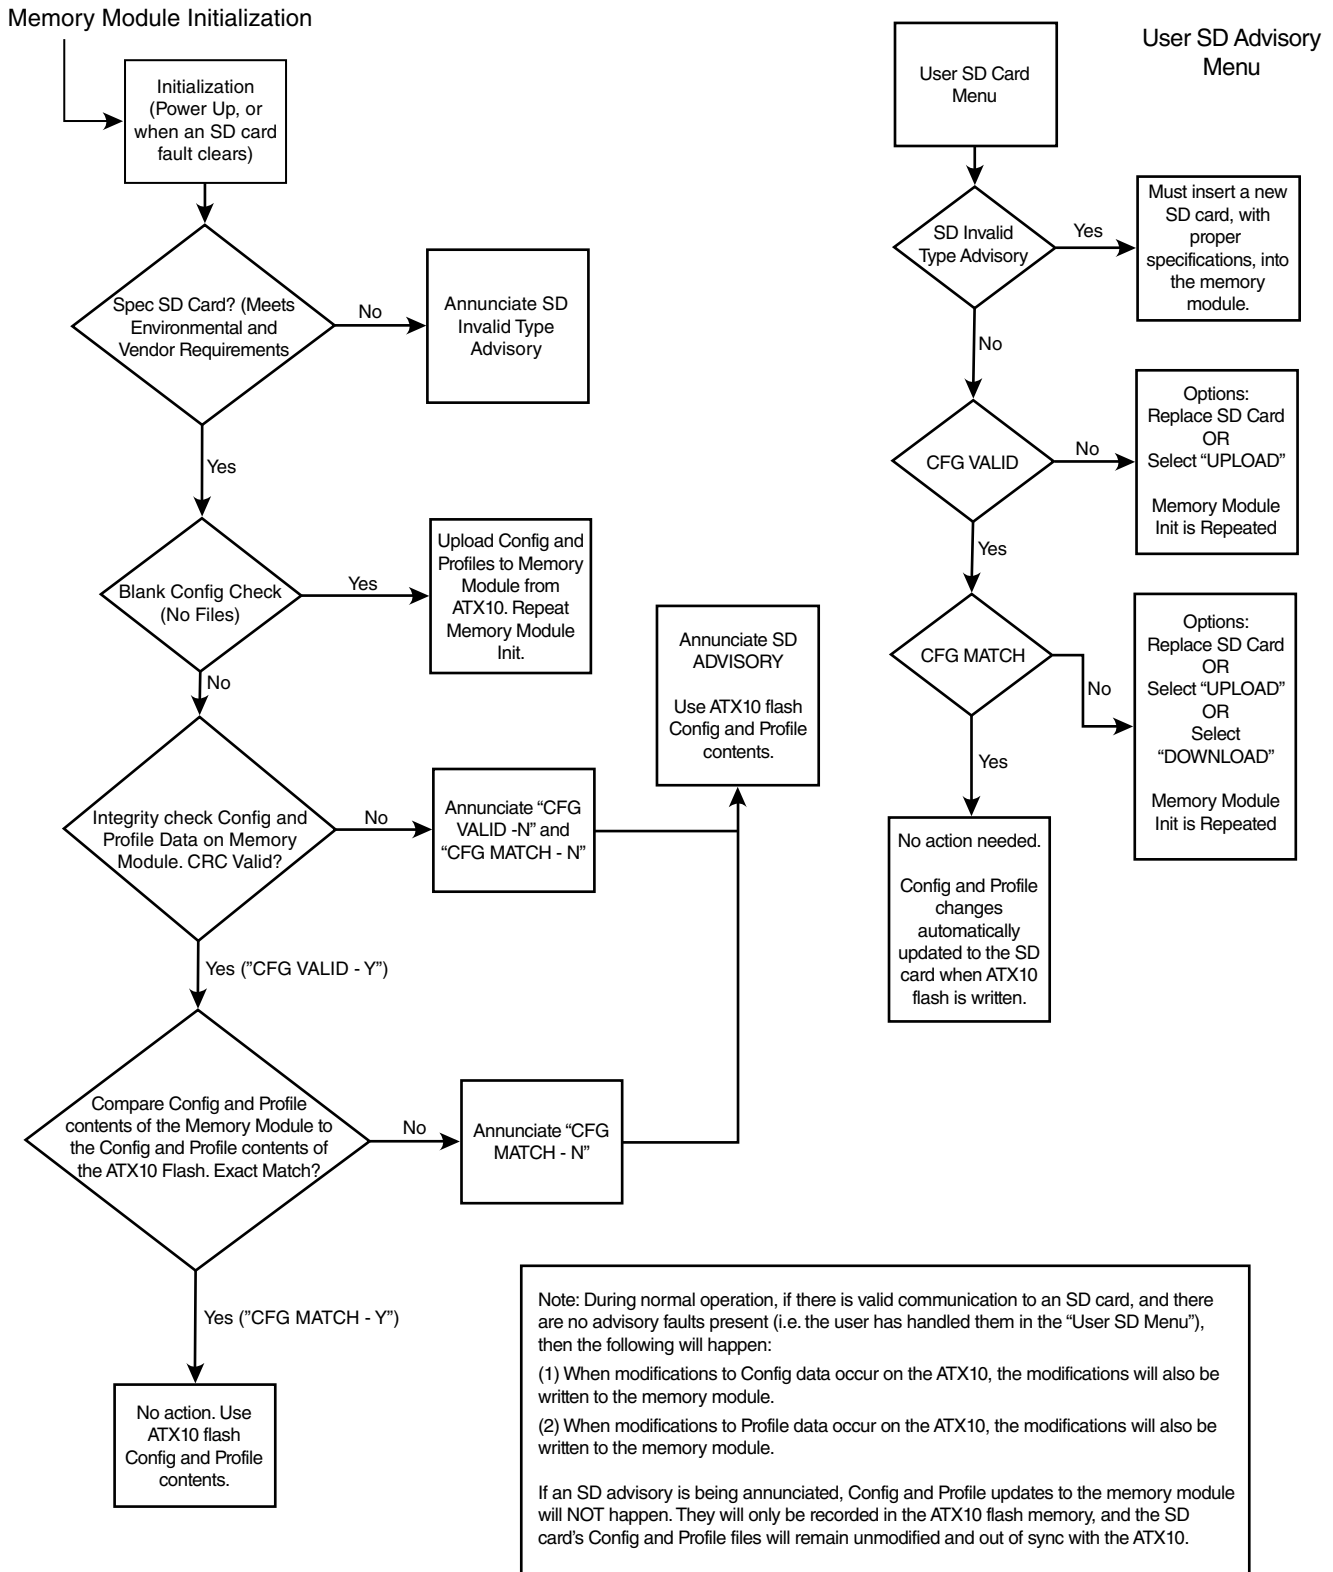 Memory Module Initialization
Initialization
(Power Up, or
when an SD card
fault clears)
Spec SD Card? (Meets
Environmental and
Vendor Requirements
No
Annunciate SD
Invalid Type
Advisory
Yes
Blank Config Check
(No Files)
Yes
Upload Config and
Profiles to Memory
Module from
ATX10. Repeat
Memory Module
Init.
No
Integrity check Config and
Profile Data on Memory
Module. CRC Valid?
No
Annunciate “CFG
VALID -N” and
“CFG MATCH - N”
Annunciate SD
ADVISORY
Use ATX10 flash
Config and Profile
contents.
Yes (”CFG VALID - Y”)
Compare Config and Profile
contents of the Memory Module to
the Config and Profile contents of
the ATX10 Flash. Exact Match?
No
Annunciate “CFG
MATCH - N”
Yes (”CFG MATCH - Y”)
No action. Use
ATX10 flash
Config and Profile
contents.
User SD Advisory
Menu
User SD Card
Menu
SD Invalid
Type Advisory
Yes
Must insert a new
SD card, with
proper
specifications, into
the memory
module.
No
CFG VALID
No
Options:
Replace SD Card
OR
Select “UPLOAD”
Memory Module
Init is Repeated
Yes
CFG MATCH
No
Options:
Replace SD Card
OR
Select “UPLOAD”
OR
Select
“DOWNLOAD”
Memory Module
Init is Repeated
Yes
No action needed.
Config and Profile
changes
automatically
updated to the SD
card when ATX10
flash is written.
Note: During normal operation, if there is valid communication to an SD card, and there
are no advisory faults present (i.e. the user has handled them in the “User SD Menu”),
then the following will happen:
(1) When modifications to Config data occur on the ATX10, the modifications will also be
written to the memory module.
(2) When modifications to Profile data occur on the ATX10, the modifications will also be
written to the memory module.
If an SD advisory is being annunciated, Config and Profile updates to the memory module
will NOT happen. They will only be recorded in the ATX10 flash memory, and the SD
card’s Config and Profile files will remain unmodified and out of sync with the ATX10.